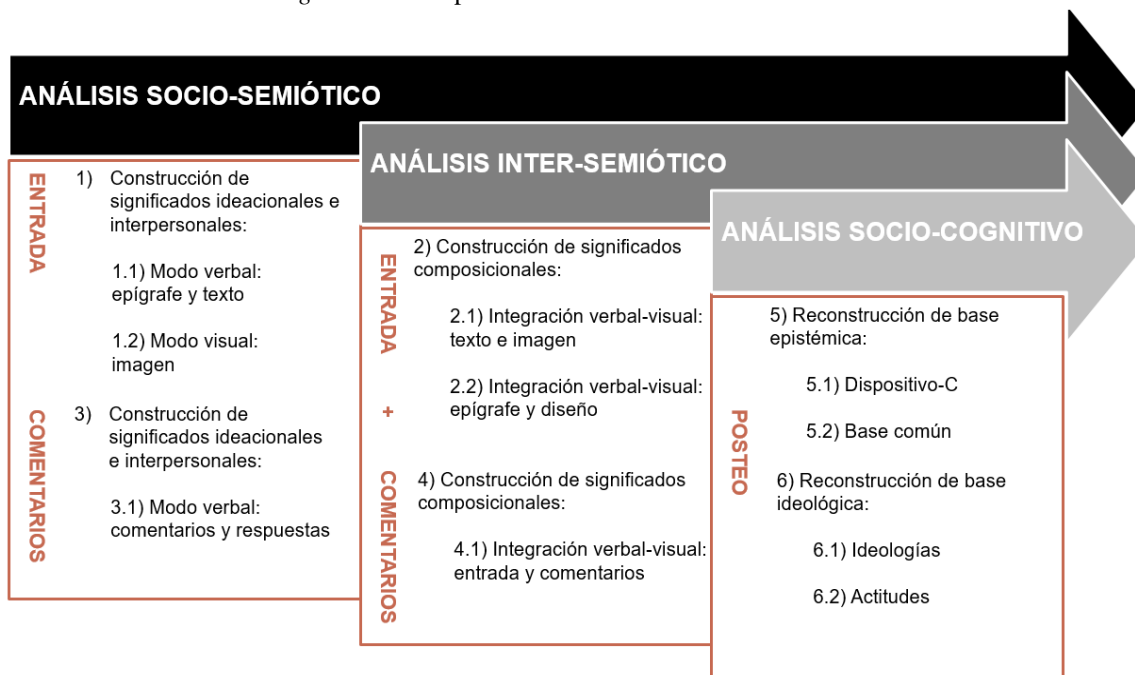 ANÁLISIS SOCIO-SEMIÓTICO
ENTRADA
1) Construcción de
significados ideacionales e
interpersonales:
1.1) Modo verbal:
epígrafe y texto
1.2) Modo visual:
imagen
COMENTARIOS
3) Construcción de
significados ideacionales
e interpersonales:
3.1) Modo verbal:
comentarios y respuestas
ANÁLISIS INTER-SEMIÓTICO
ENTRADA
+
COMENTARIOS
2) Construcción de significados
composicionales:
2.1) Integración verbal-visual:
texto e imagen
2.2) Integración verbal-visual:
epígrafe y diseño
4) Construcción de significados
composicionales:
4.1) Integración verbal-visual:
entrada y comentarios
ANÁLISIS SOCIO-COGNITIVO
POSTEO
5) Reconstrucción de base
epistémica:
5.1) Dispositivo-C
5.2) Base común
6) Reconstrucción de base
ideológica:
6.1) Ideologías
6.2) Actitudes